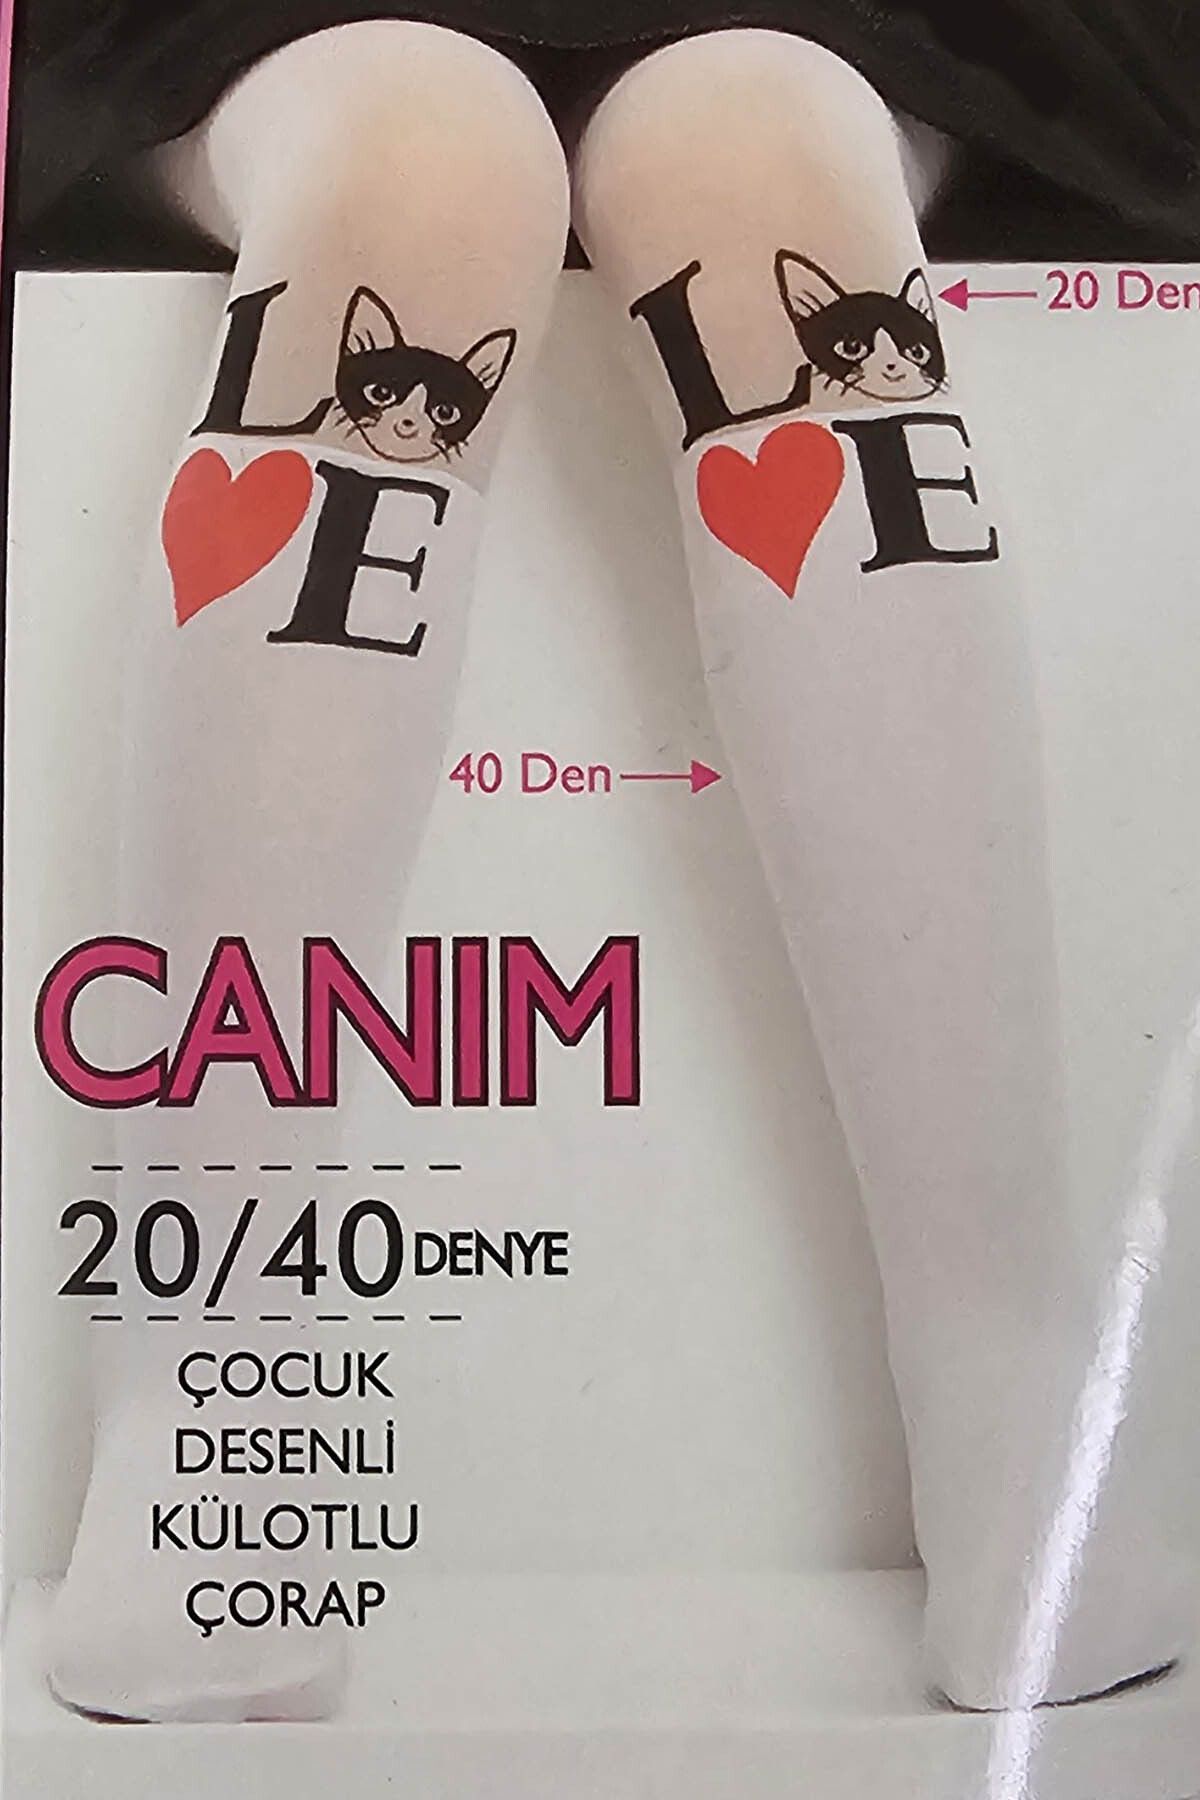 L
E
L
E
20 Den
40 Den
CANIM
20/40 DENYE
ÇOCUK
DESENLİ
KÜLOTLU
ÇORAP